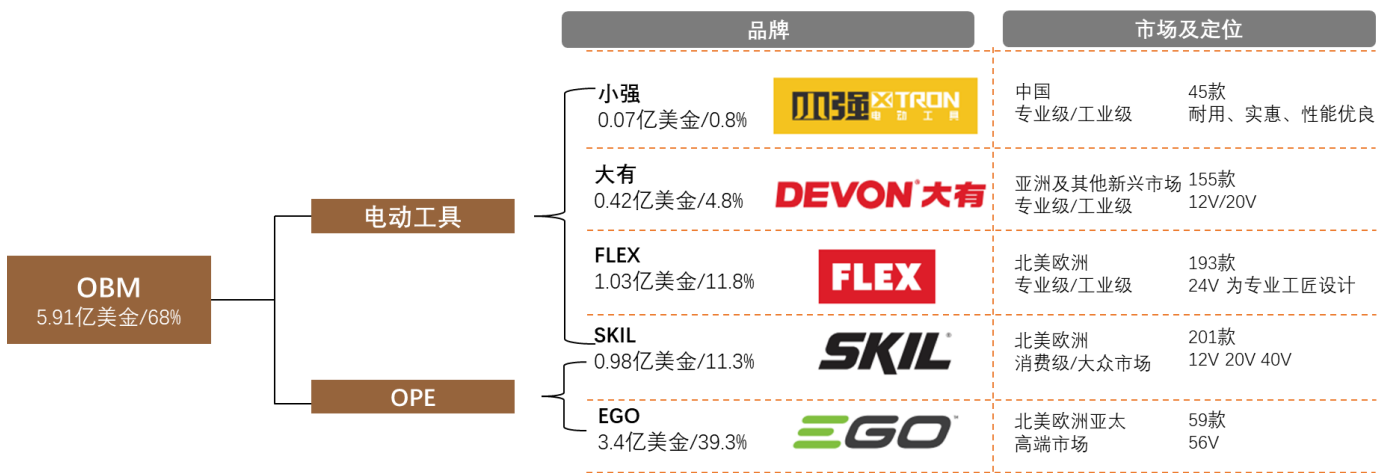 品牌
市场及定位
小强
0.07亿美金/0.8%
小强XTRON
电动工具
中国
专业级/工业级
45款
耐用、实惠、性能优良
大有
0.42亿美金/4.8%
DEVON®大有
亚洲及其他新兴市场
专业级/工业级
155款
12V/20V
电动工具
FLEX
1.03亿美金/11.8%
FLEX
北美欧洲
专业级/工业级
193款
24V 为专业工匠设计
OBM
5.91亿美金/68%
SKIL
0.98亿美金/11.3%
SKIL®
北美欧洲
消费级/大众市场
201款
12V 20V 40V
OPE
EGO
3.4亿美金/39.3%
EGO™
北美欧洲亚太
高端市场
59款
56V